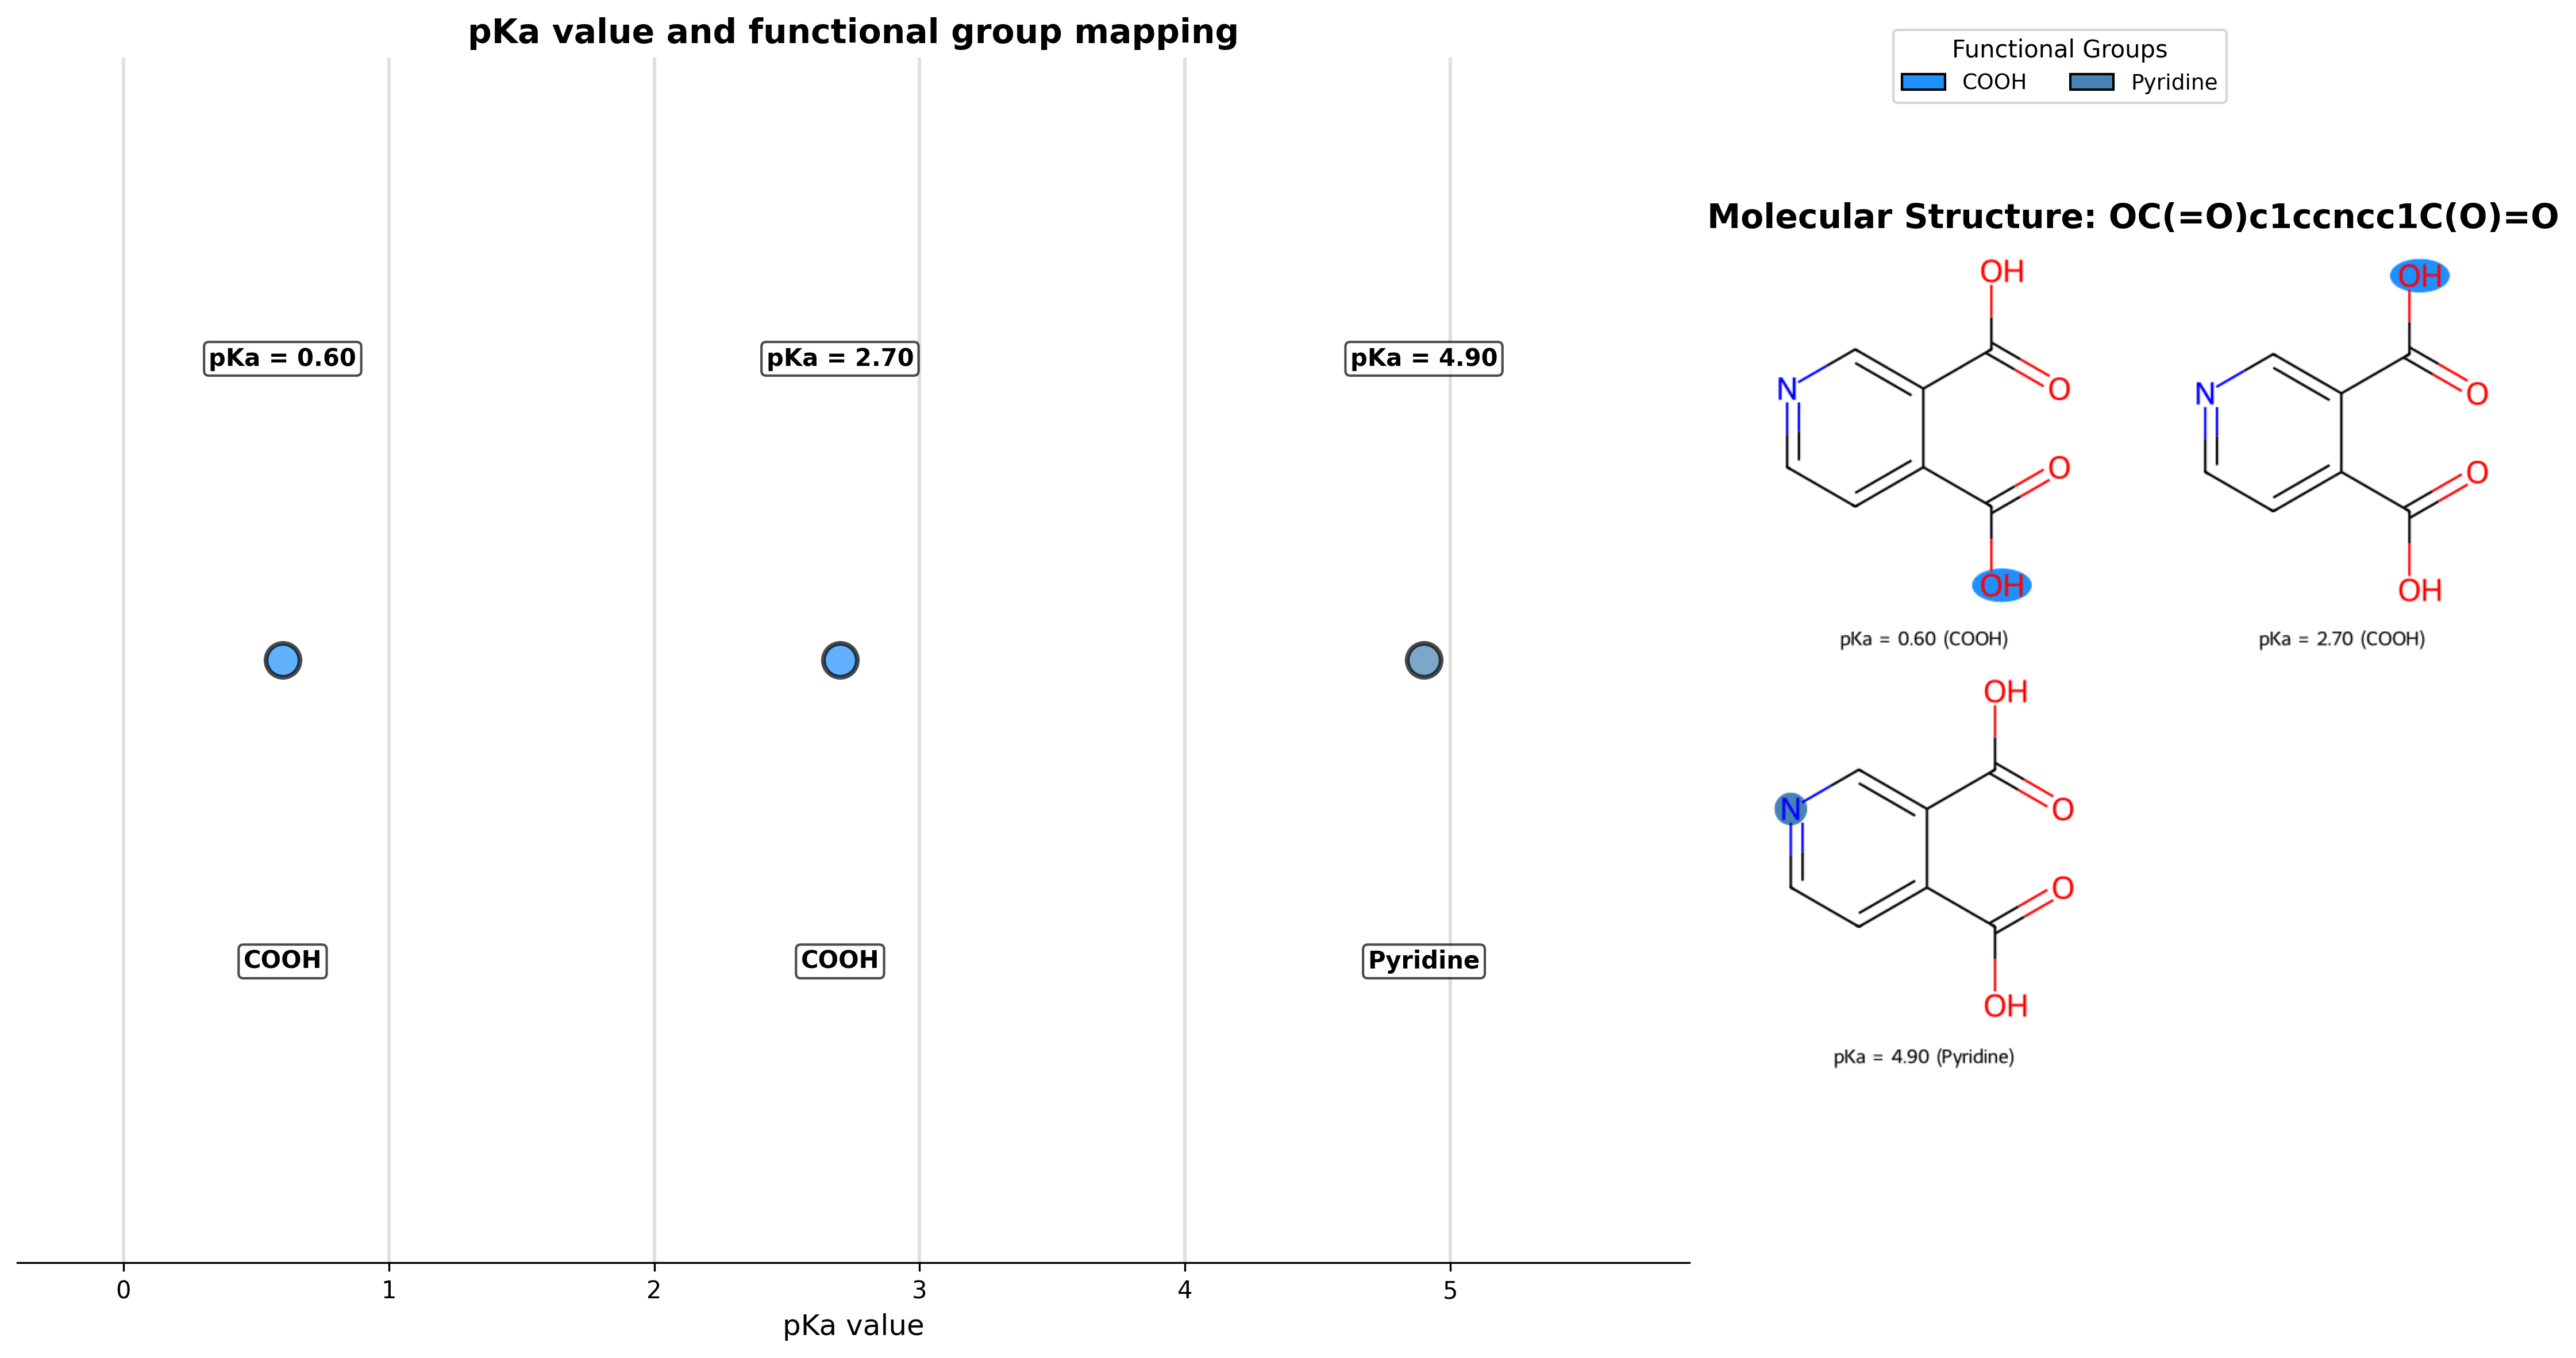 pKa value and functional group mapping
pKa = 0.60
pKa = 2.70
pKa = 4.90
COOH
COOH
Pyridine
0
1
2
3
4
5
pKa value
Functional Groups
COOH
Pyridine
Molecular Structure: OC(=O)c1ccncc1C(O)=O
OH
N
O
O
OH
pKa = 0.60 (COOH)
OH
N
O
O
OH
pKa = 2.70 (COOH)
OH
N
O
O
OH
pKa = 4.90 (Pyridine)